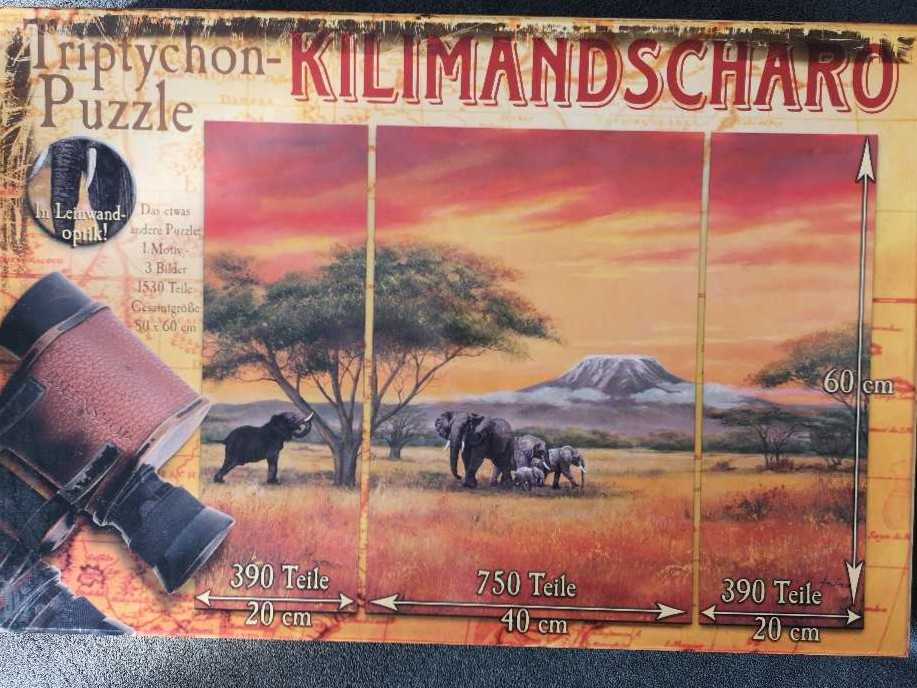 Triptychon-
Puzzle
KILIMANDSCHARO
In Leinwand-
optik!
Das etwas
andere Puzzle:
1 Motiv -
3 Bilder
1530 Teile
Gesamtgröße
80 x 60 cm
60 cm
390 Teile
20 cm
750 Teile
40 cm
390 Teile
20 cm